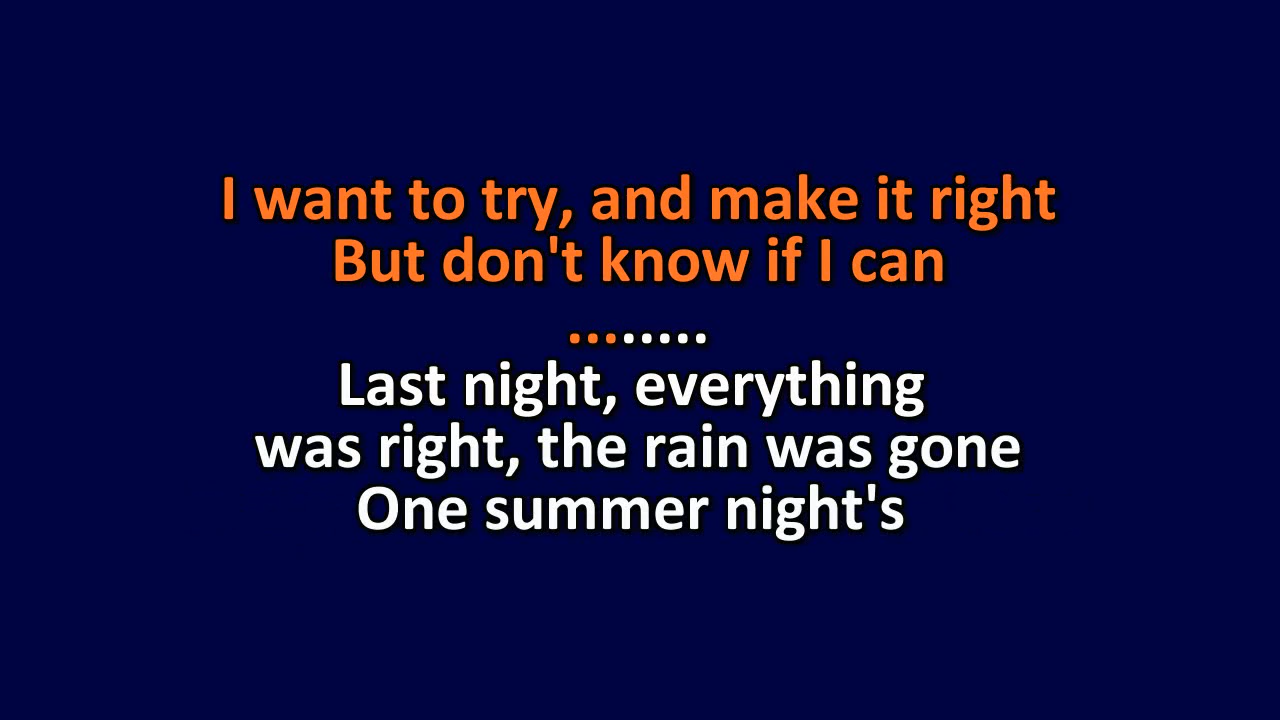 I want to try, and make it right
But don't know if I can
........
Last night, everything
was right, the rain was gone
One summer night's